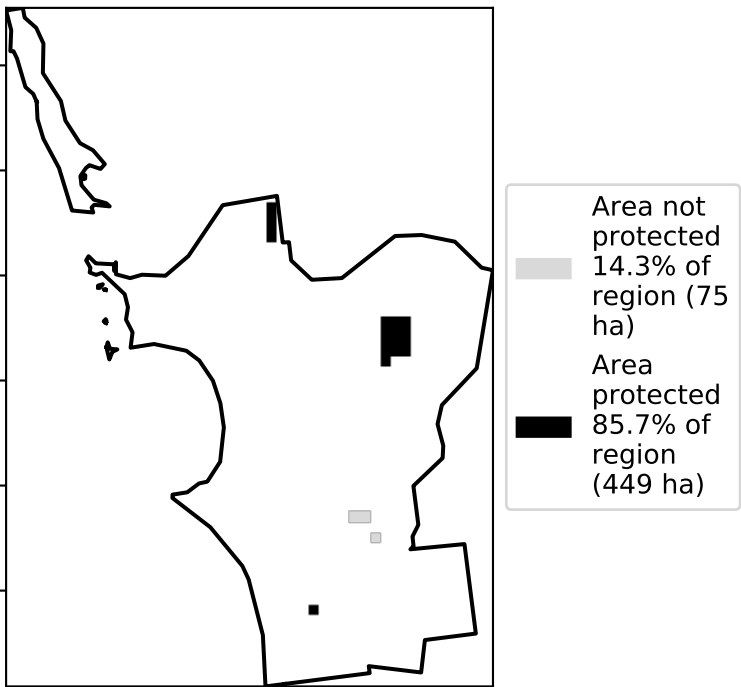 Area not
protected
14.3% of
region (75
ha)
Area
protected
85.7% of
region
(449 ha)